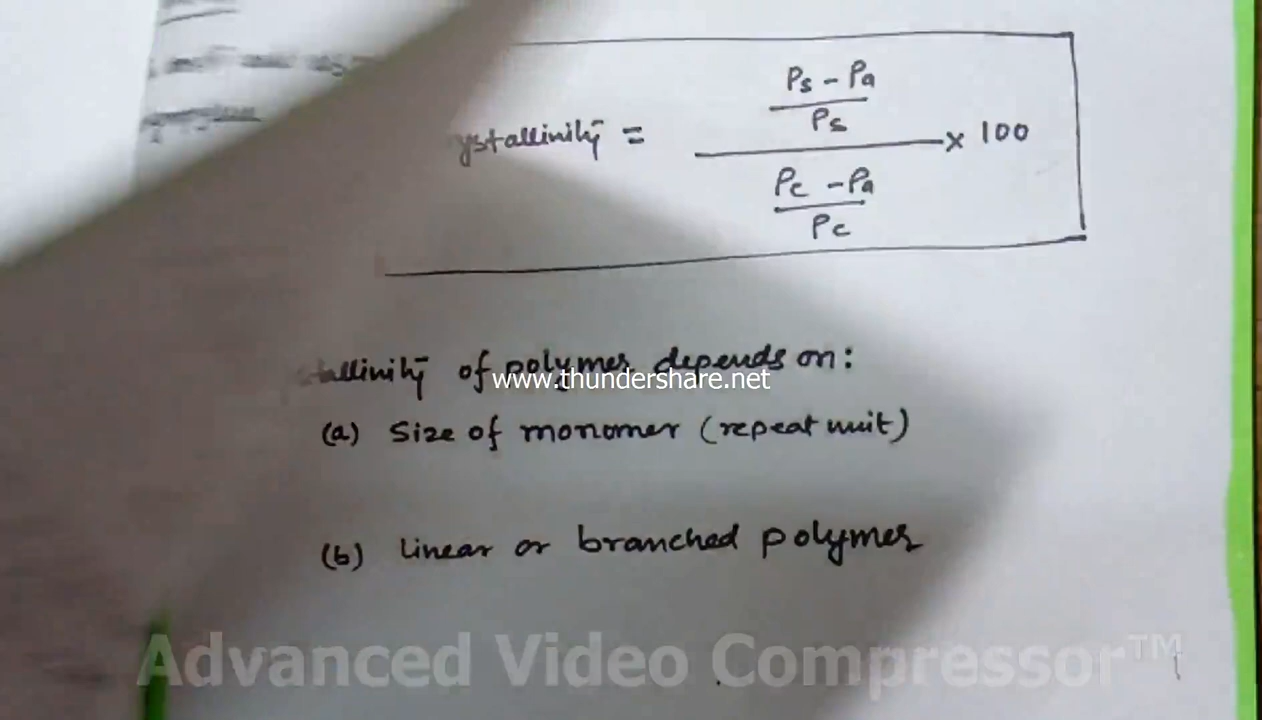 Ps - Pa
Ps
ystallinity = × 100
Pc - Pa
Pc
tallinity of polymer depends on:
www.thundershare.net
(a) Size of monomer (repeat unit)
(b) Linear or branched polymer
Advanced Video Compressor™